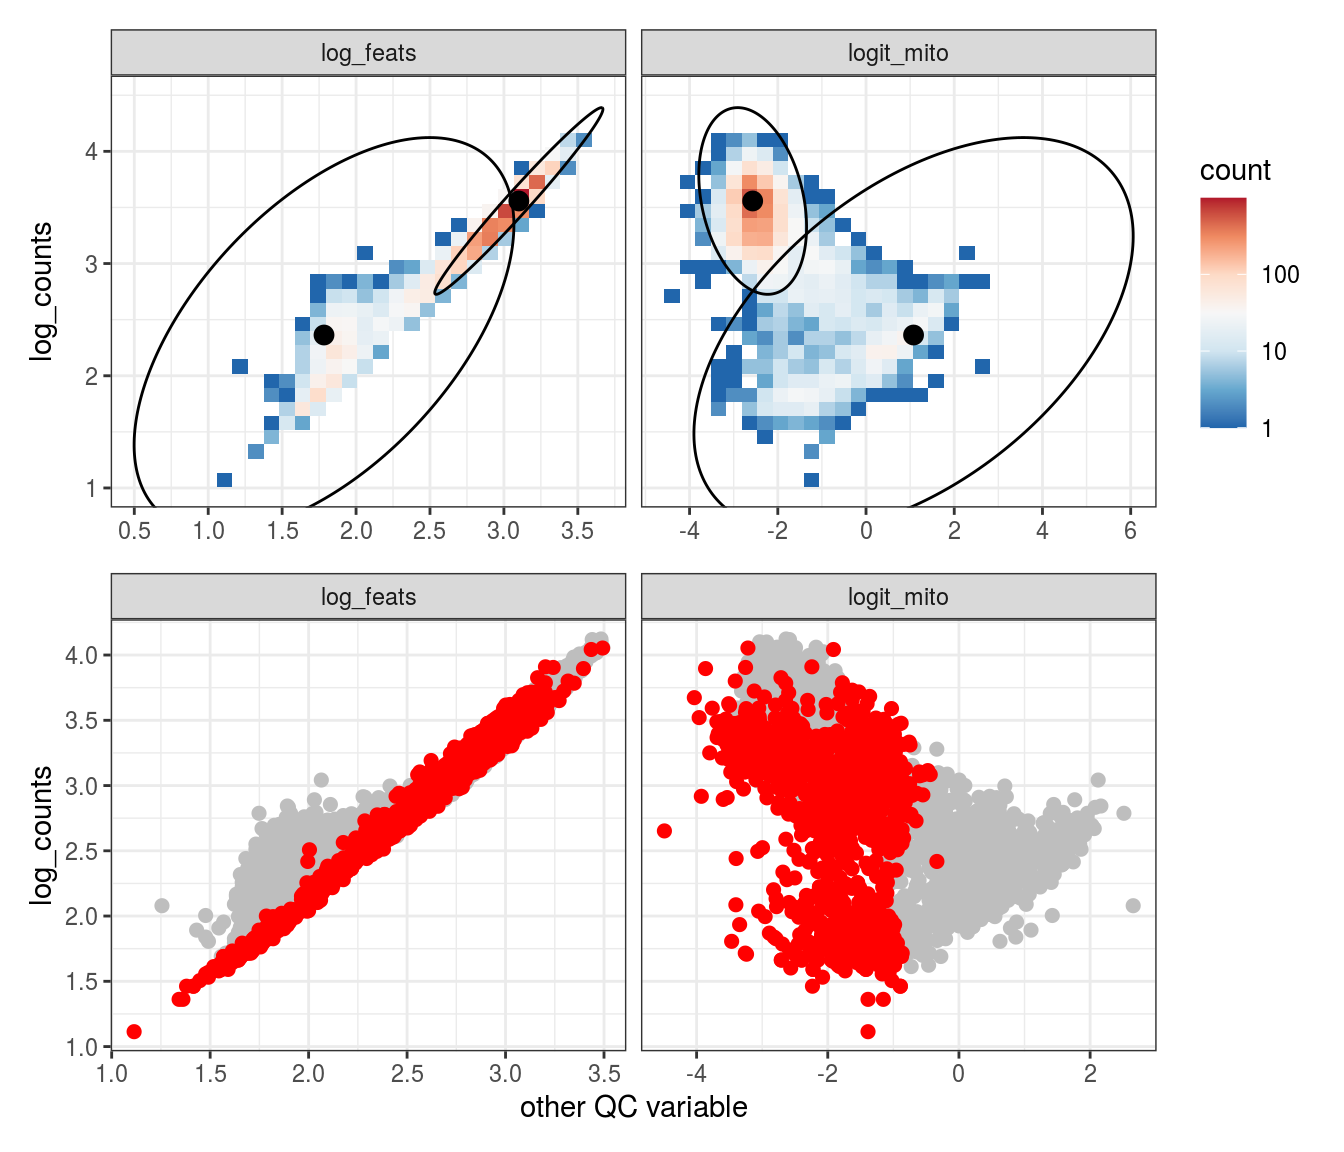 log_feats
logit_mito
log_counts
4
3
2
1
0.5 1.0 1.5 2.0 2.5 3.0 3.5
-4 -2 0 2 4 6
count
100
10
1
log_feats
logit_mito
log_counts
4.0
3.5
3.0
2.5
2.0
1.5
1.0
1.0 1.5 2.0 2.5 3.0 3.5
-4 -2 0 2
other QC variable